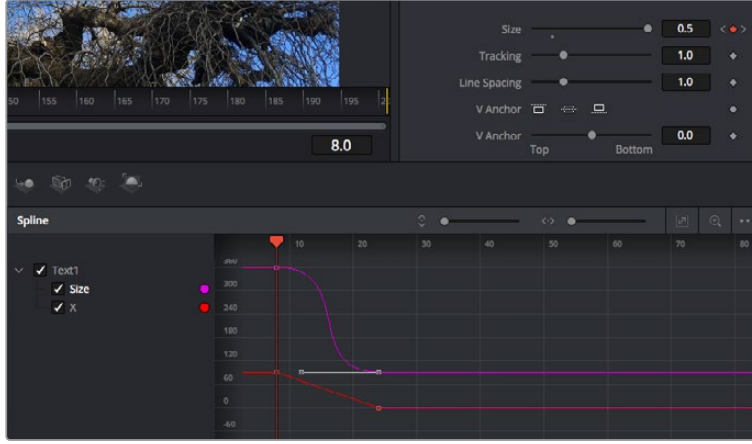 Size 0.5
Tracking 1.0
Line Spacing 1.0
V Anchor
V Anchor 0.0
Top Bottom
50 155 160 165 170 175 180 185 190 195
8.0
Spline
10 20 30 40 50 60 70 80
Text1
Size
X
360
300
240
180
120
60
0
-60